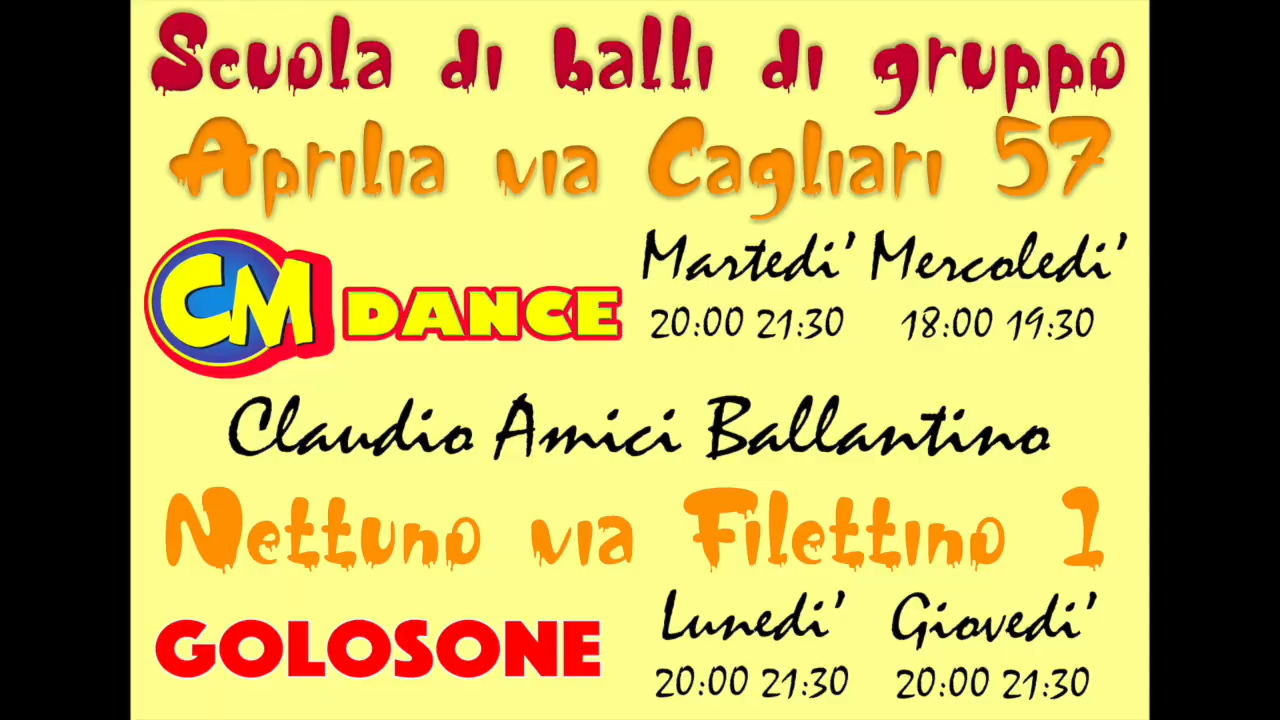 Scuola di balli di gruppo
Aprilia via Cagliari 57
CM DANCE
Martedi' Mercoledi'
20:00 21:30 18:00 19:30
Claudio Amici Ballantino
Nettuno via Filettino 1
GOLOSONE
Lunedi' Giovedi'
20:00 21:30 20:00 21:30